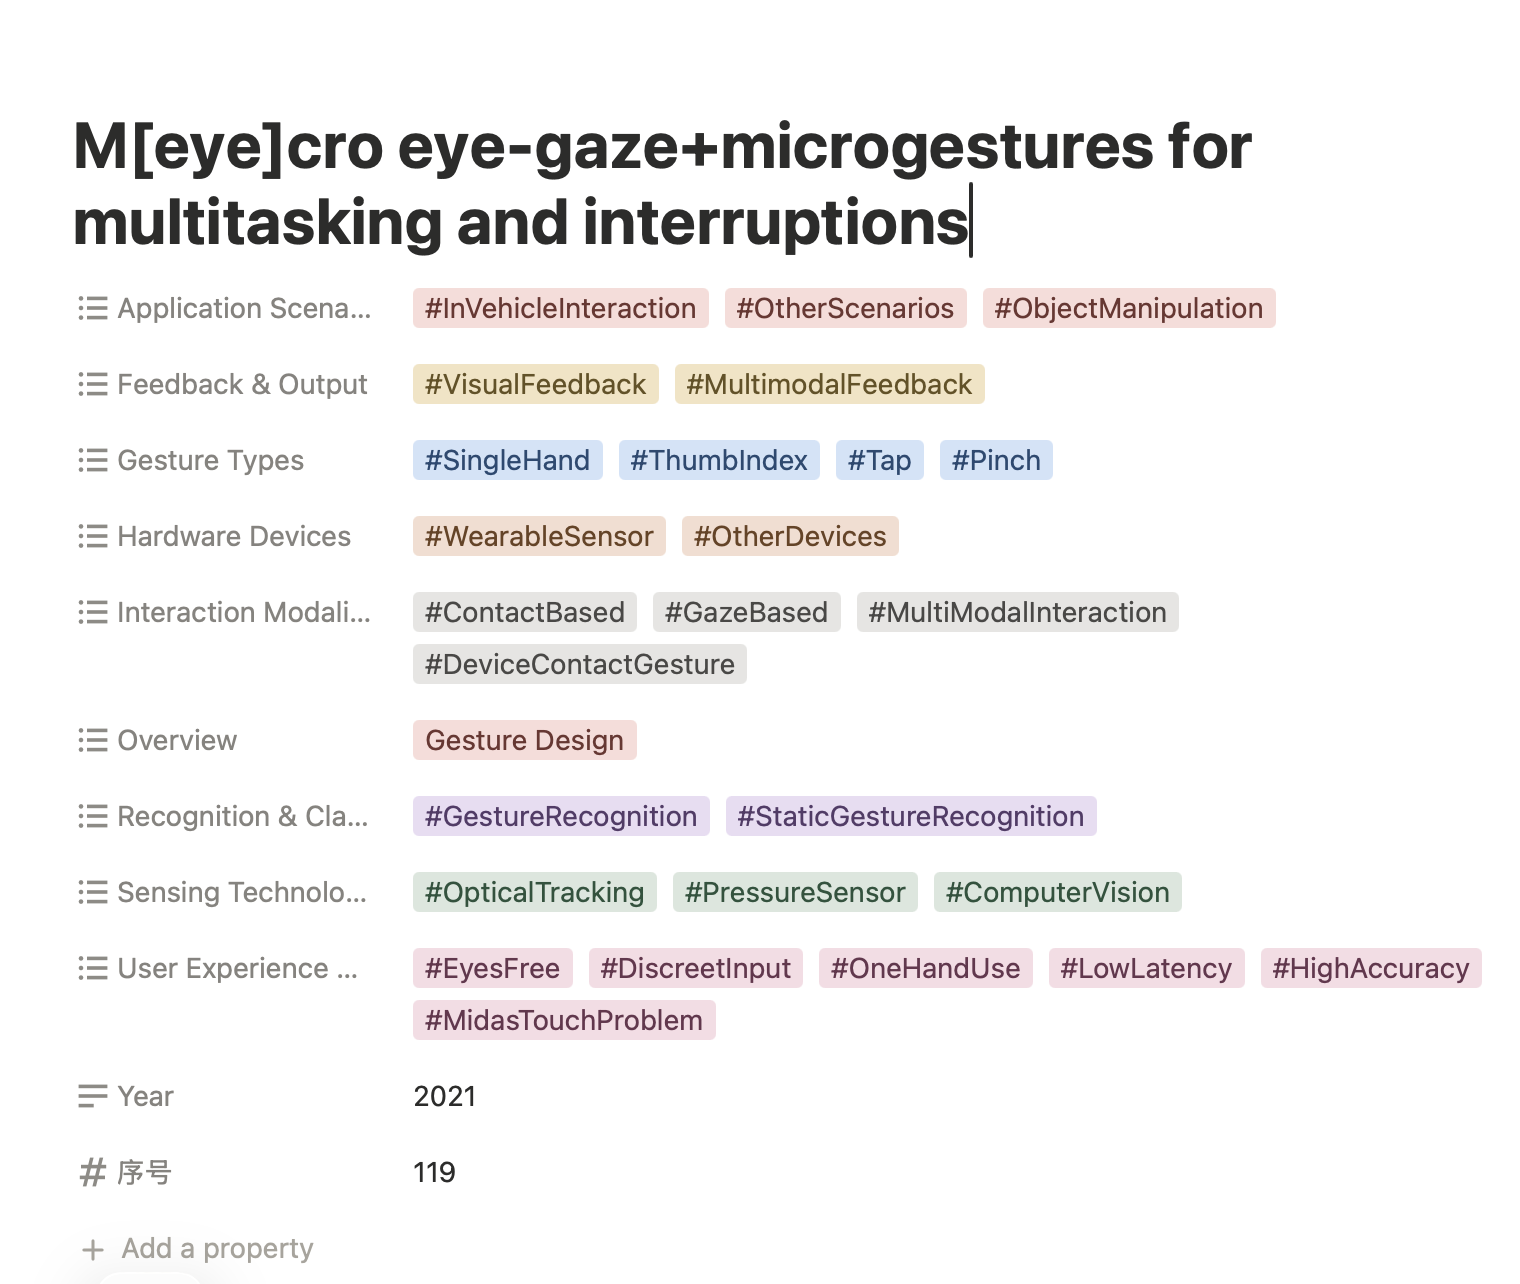 M[eye]cro eye-gaze+microgestures for
multitasking and interruptions
Application Scena... #InVehicleInteraction #OtherScenarios #ObjectManipulation
Feedback & Output #VisualFeedback #MultimodalFeedback
Gesture Types #SingleHand #ThumbIndex #Tap #Pinch
Hardware Devices #WearableSensor #OtherDevices
Interaction Modali... #ContactBased #GazeBased #MultiModalInteraction
#DeviceContactGesture
Overview Gesture Design
Recognition & Cla... #GestureRecognition #StaticGestureRecognition
Sensing Technolo... #OpticalTracking #PressureSensor #ComputerVision
User Experience ... #EyesFree #DiscreetInput #OneHandUse #LowLatency #HighAccuracy
#MidasTouchProblem
Year 2021
# 序号 119
+ Add a property